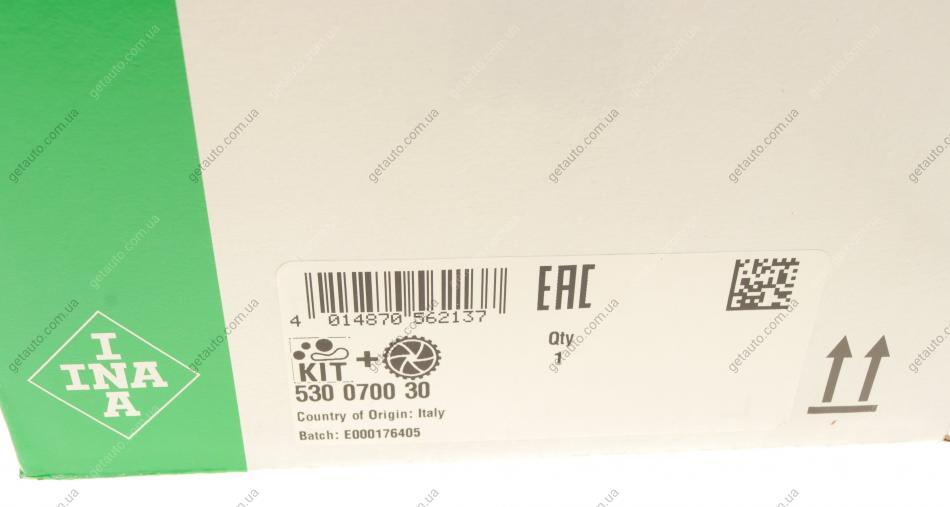 I
INA
A
4 014870 562137
EAC
Qty
1
KIT +
530 0700 30
Country of Origin: Italy
Batch: E000176405
getauto.com.ua